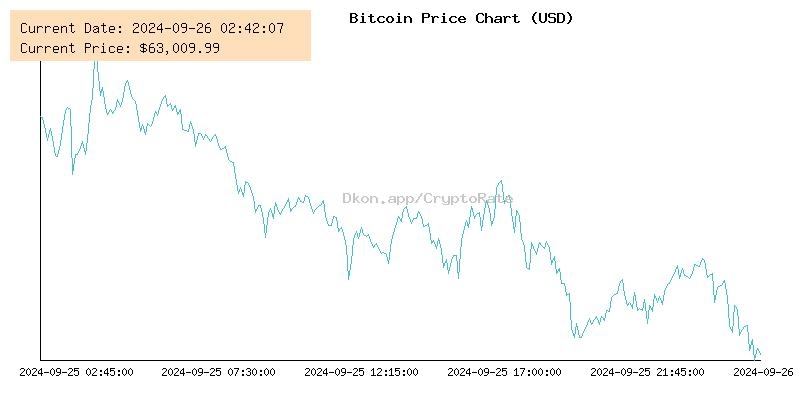 Bitcoin Price Chart (USD)
Current Date: 2024-09-26 02:42:07
Current Price: $63,009.99
Dkon.app/CryptoRate
2024-09-25 02:45:00 2024-09-25 07:30:00 2024-09-25 12:15:00 2024-09-25 17:00:00 2024-09-25 21:45:00 2024-09-26